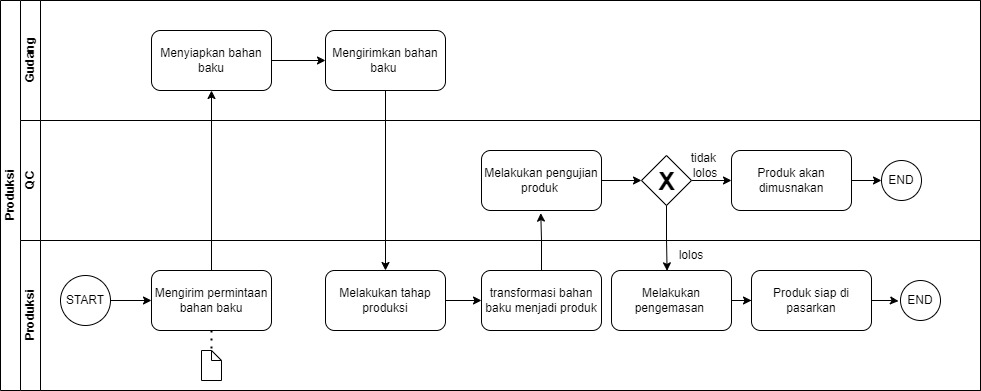 Produksi
Gudang
Menyiapkan bahan
baku
Mengirimkan bahan
baku
QC
Melakukan pengujian
produk
X
tidak
lolos
Produk akan
dimusnakan
END
lolos
Produksi
START
Mengirim permintaan
bahan baku
Melakukan tahap
produksi
transformasi bahan
baku menjadi produk
Melakukan
pengemasan
Produk siap di
pasarkan
END